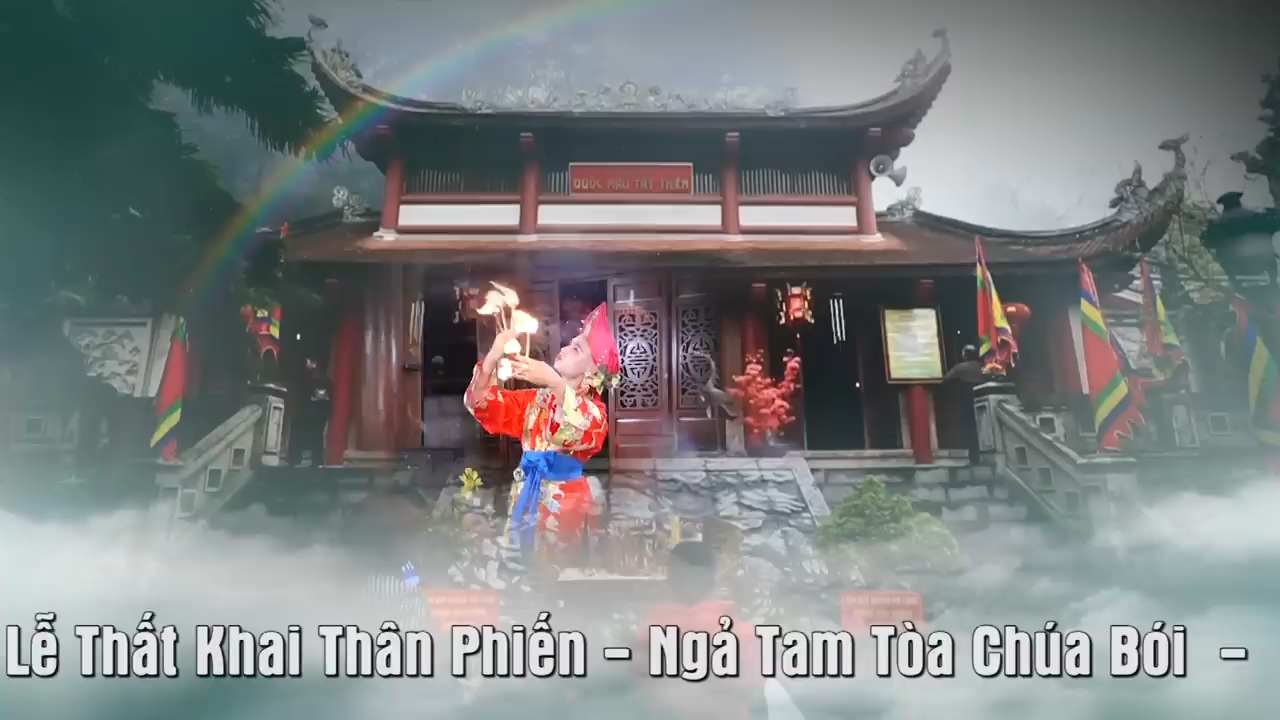 QUỐC MẪU TÂY THIÊN
Lễ Thất Khai Thân Phiến - Ngả Tam Tòa Chúa Bói -